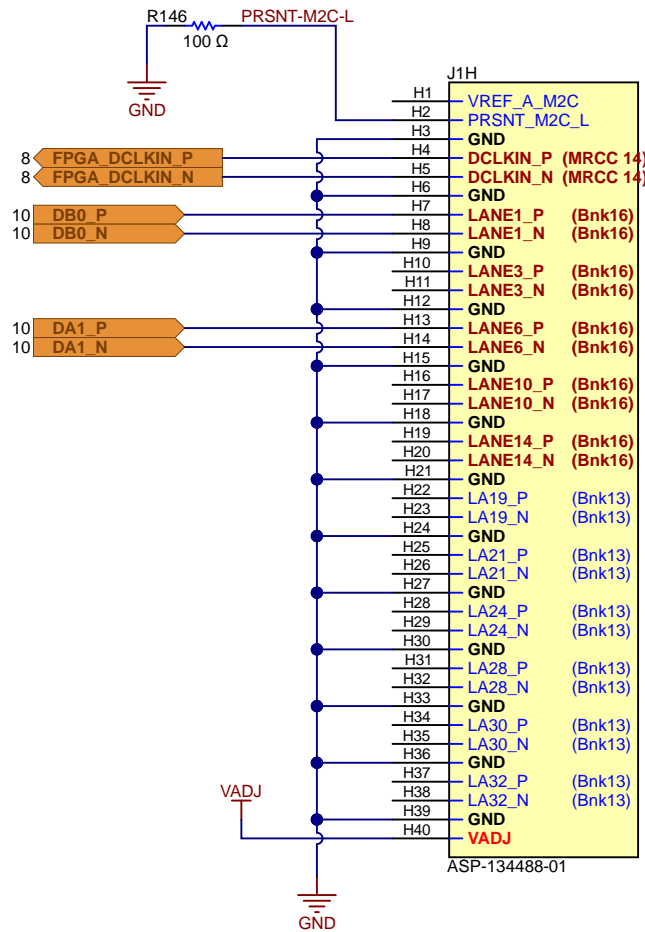 R146 PRSNT-M2C-L
100 Ω
GND
J1H
H1 VREF_A_M2C
H2 PRSNT_M2C_L
H3 GND
8 FPGA_DCLKIN_P H4 DCLKIN_P (MRCC 14)
8 FPGA_DCLKIN_N H5 DCLKIN_N (MRCC 14)
H6 GND
10 DB0_P H7 LANE1_P (Bnk16)
10 DB0_N H8 LANE1_N (Bnk16)
H9 GND
H10 LANE3_P (Bnk16)
H11 LANE3_N (Bnk16)
H12 GND
10 DA1_P H13 LANE6_P (Bnk16)
10 DA1_N H14 LANE6_N (Bnk16)
H15 GND
H16 LANE10_P (Bnk16)
H17 LANE10_N (Bnk16)
H18 GND
H19 LANE14_P (Bnk16)
H20 LANE14_N (Bnk16)
H21 GND
H22 LA19_P (Bnk13)
H23 LA19_N (Bnk13)
H24 GND
H25 LA21_P (Bnk13)
H26 LA21_N (Bnk13)
H27 GND
H28 LA24_P (Bnk13)
H29 LA24_N (Bnk13)
H30 GND
H31 LA28_P (Bnk13)
H32 LA28_N (Bnk13)
H33 GND
H34 LA30_P (Bnk13)
H35 LA30_N (Bnk13)
H36 GND
H37 LA32_P (Bnk13)
VADJ H38 LA32_N (Bnk13)
H39 GND
H40 VADJ
ASP-134488-01
GND